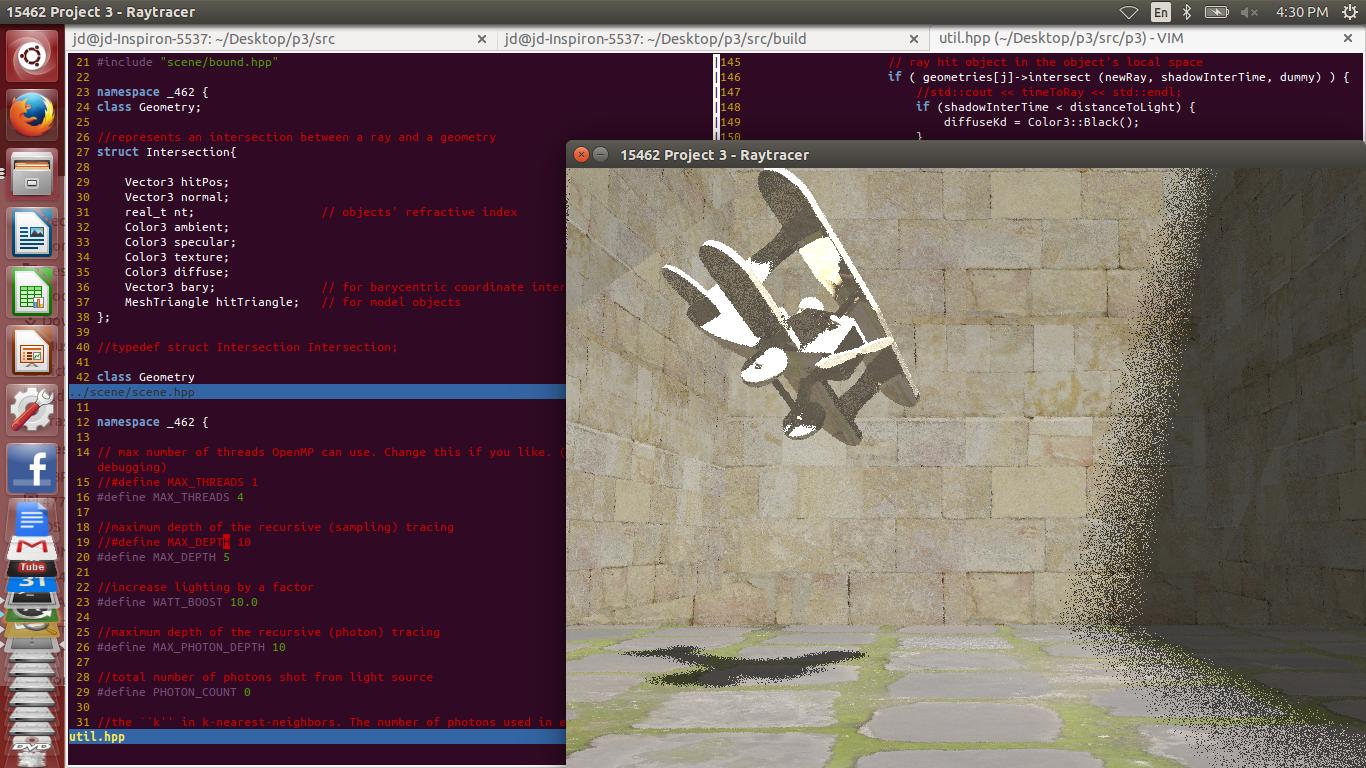 15462 Project 3 - Raytracer
En
4:30 PM
jd@jd-Inspiron-5537: ~/Desktop/p3/src
jd@jd-Inspiron-5537: ~/Desktop/p3/src/build
util.hpp (~/Desktop/p3/src/p3) - VIM
21 #include "scene/bound.hpp"
22
23 namespace _462 {
24 class Geometry;
25
26 //represents an intersection between a ray and a geometry
27 struct Intersection{
28
29 Vector3 hitPos;
30 Vector3 normal;
31 real_t nt; // objects' refractive index
32 Color3 ambient;
33 Color3 specular;
34 Color3 texture;
35 Color3 diffuse;
36 Vector3 bary; // for barycentric coordinate inter
37 MeshTriangle hitTriangle; // for model objects
38 };
39
40 //typedef struct Intersection Intersection;
41
42 class Geometry
../scene/scene.hpp
11
12 namespace _462 {
13
14 // max number of threads OpenMP can use. Change this if you like. (
debugging)
15 //#define MAX_THREADS 1
16 #define MAX_THREADS 4
17
18 //maximum depth of the recursive (sampling) tracing
19 //#define MAX_DEPTH 10
20 #define MAX_DEPTH 5
21
22 //increase lighting by a factor
23 #define WATT_BOOST 10.0
24
25 //maximum depth of the recursive (photon) tracing
26 #define MAX_PHOTON_DEPTH 10
27
28 //total number of photons shot from light source
29 #define PHOTON_COUNT 0
30
31 //the ``k'' in k-nearest-neighbors. The number of photons used in
util.hpp
145 // ray hit object in the object's local space
146 if ( geometries[j]->intersect (newRay, shadowInterTime, dummy) ) {
147 //std::cout << timeToRay << std::endl;
148 if (shadowInterTime < distanceToLight) {
149 diffuseKd = Color3::Black();
150 }
15462 Project 3 - Raytracer
f
Tube
31
DVD